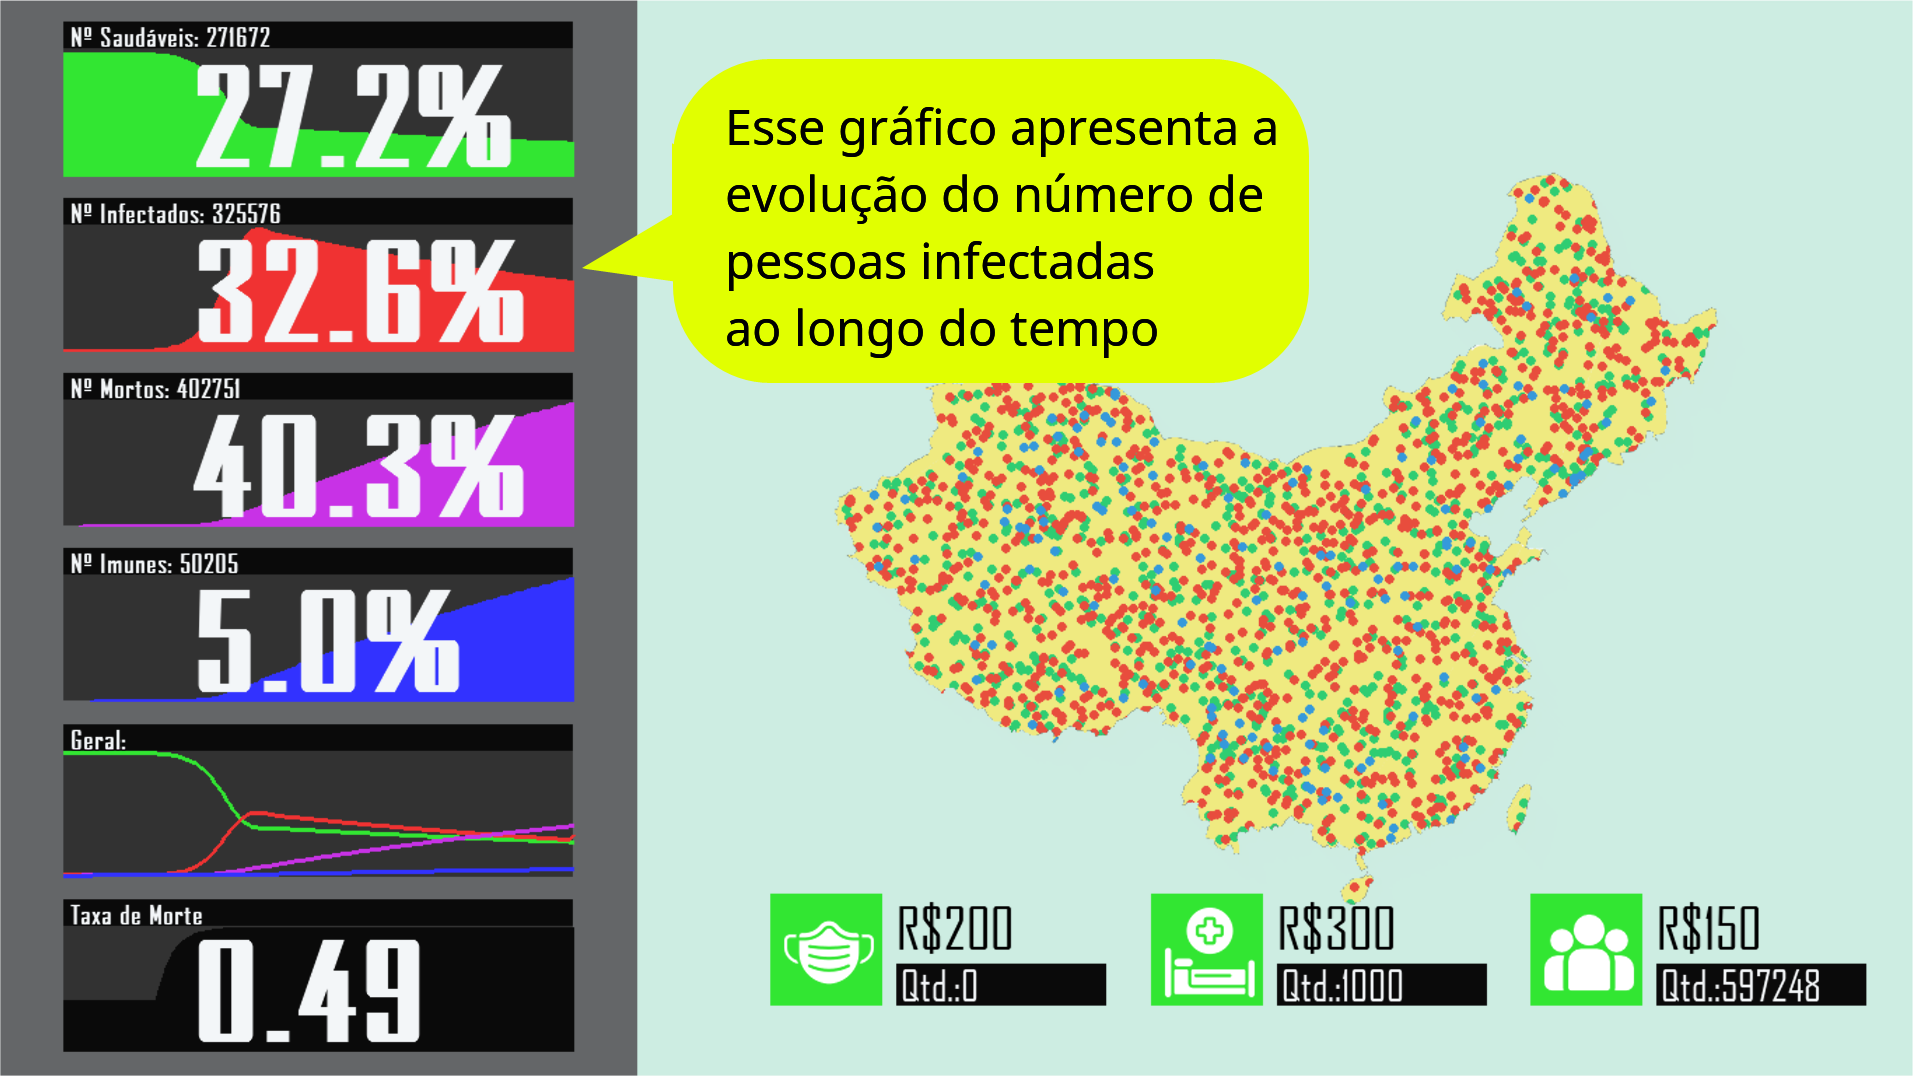 Nº Saudáveis: 271672
27.2%
Nº Infectados: 325576
32.6%
Nº Mortos: 402751
40.3%
Nº Imunes: 50205
5.0%
Geral:
Taxa de Morte
0.49
Esse gráfico apresenta a
evolução do número de
pessoas infectadas
ao longo do tempo
R$200
Qtd.:0
R$300
Qtd.:1000
R$150
Qtd.:597248